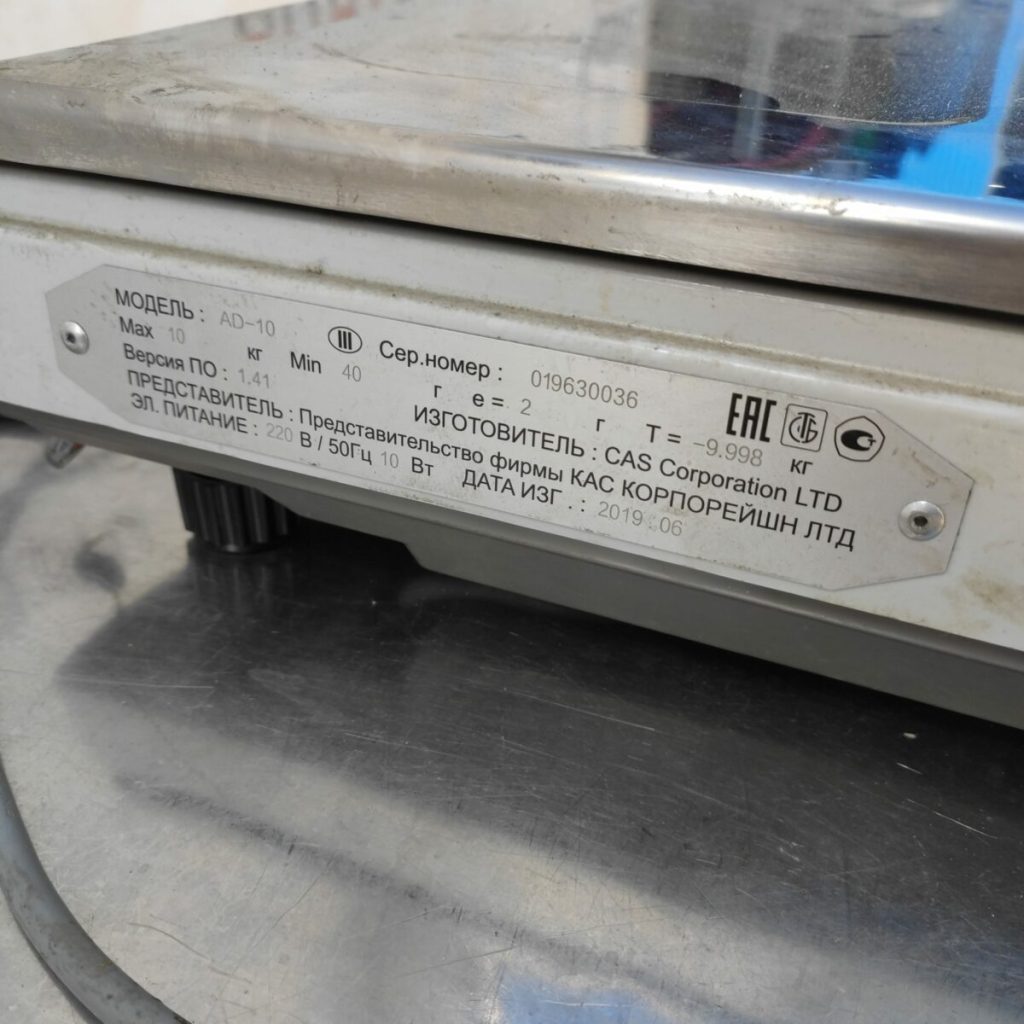 МОДЕЛЬ : AD-10 III Сер.номер : 019630036
Max 10 кг Min 40 г e = 2 г T = -9.998 кг
Версия ПО : 1.41 ИЗГОТОВИТЕЛЬ : CAS Corporation LTD
ПРЕДСТАВИТЕЛЬ : Представительство фирмы КАС КОРПОРЕЙШН ЛТД
ЭЛ. ПИТАНИЕ : 220 В / 50Гц 10 Вт ДАТА ИЗГ . : 2019 . 06
EAC